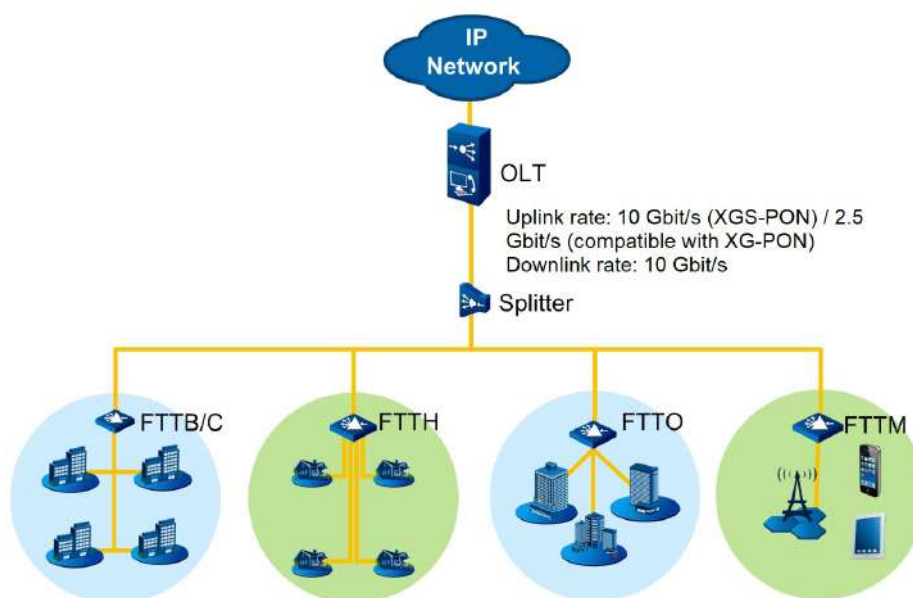 IP
Network
OLT
Uplink rate: 10 Gbit/s (XGS-PON) / 2.5
Gbit/s (compatible with XG-PON)
Downlink rate: 10 Gbit/s
Splitter
FTTB/C
FTTH
FTTO
FTTM